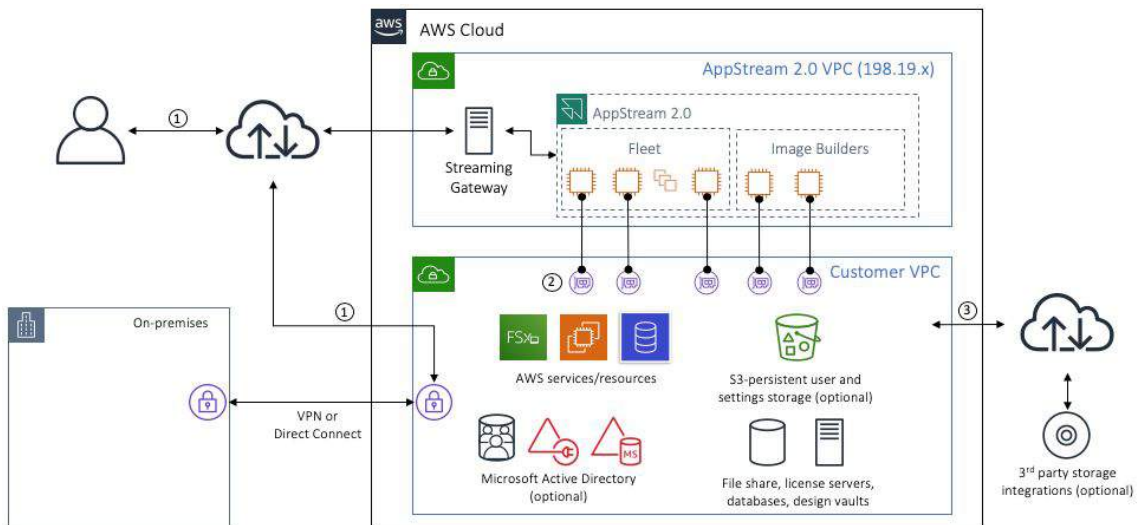 aws
AWS Cloud
AppStream 2.0 VPC (198.19.x)
AppStream 2.0
Fleet
Image Builders
1
Streaming
Gateway
2
Customer VPC
3
On-premises
1
FSx
AWS services/resources
S3-persistent user and
settings storage (optional)
VPN or
Direct Connect
MS
Microsoft Active Directory
(optional)
File share, license servers,
databases, design vaults
3rd party storage
integrations (optional)